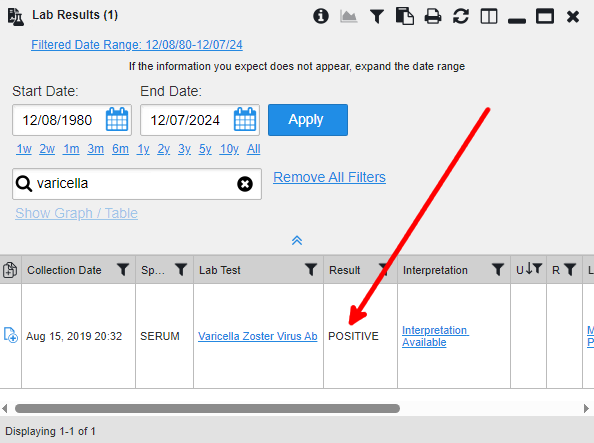 Lab Results (1)
Filtered Date Range: 12/08/80-12/07/24
If the information you expect does not appear, expand the date range
Start Date: End Date:
12/08/1980 12/07/2024 Apply
1w 2w 1m 3m 6m 1y 2y 3y 5y 10y All
varicella Remove All Filters
Show Graph / Table
Collection Date Sp... Lab Test Result Interpretation U R L
Aug 15, 2019 20:32 SERUM Varicella Zoster Virus Ab POSITIVE Interpretation M
Available P
Displaying 1-1 of 1